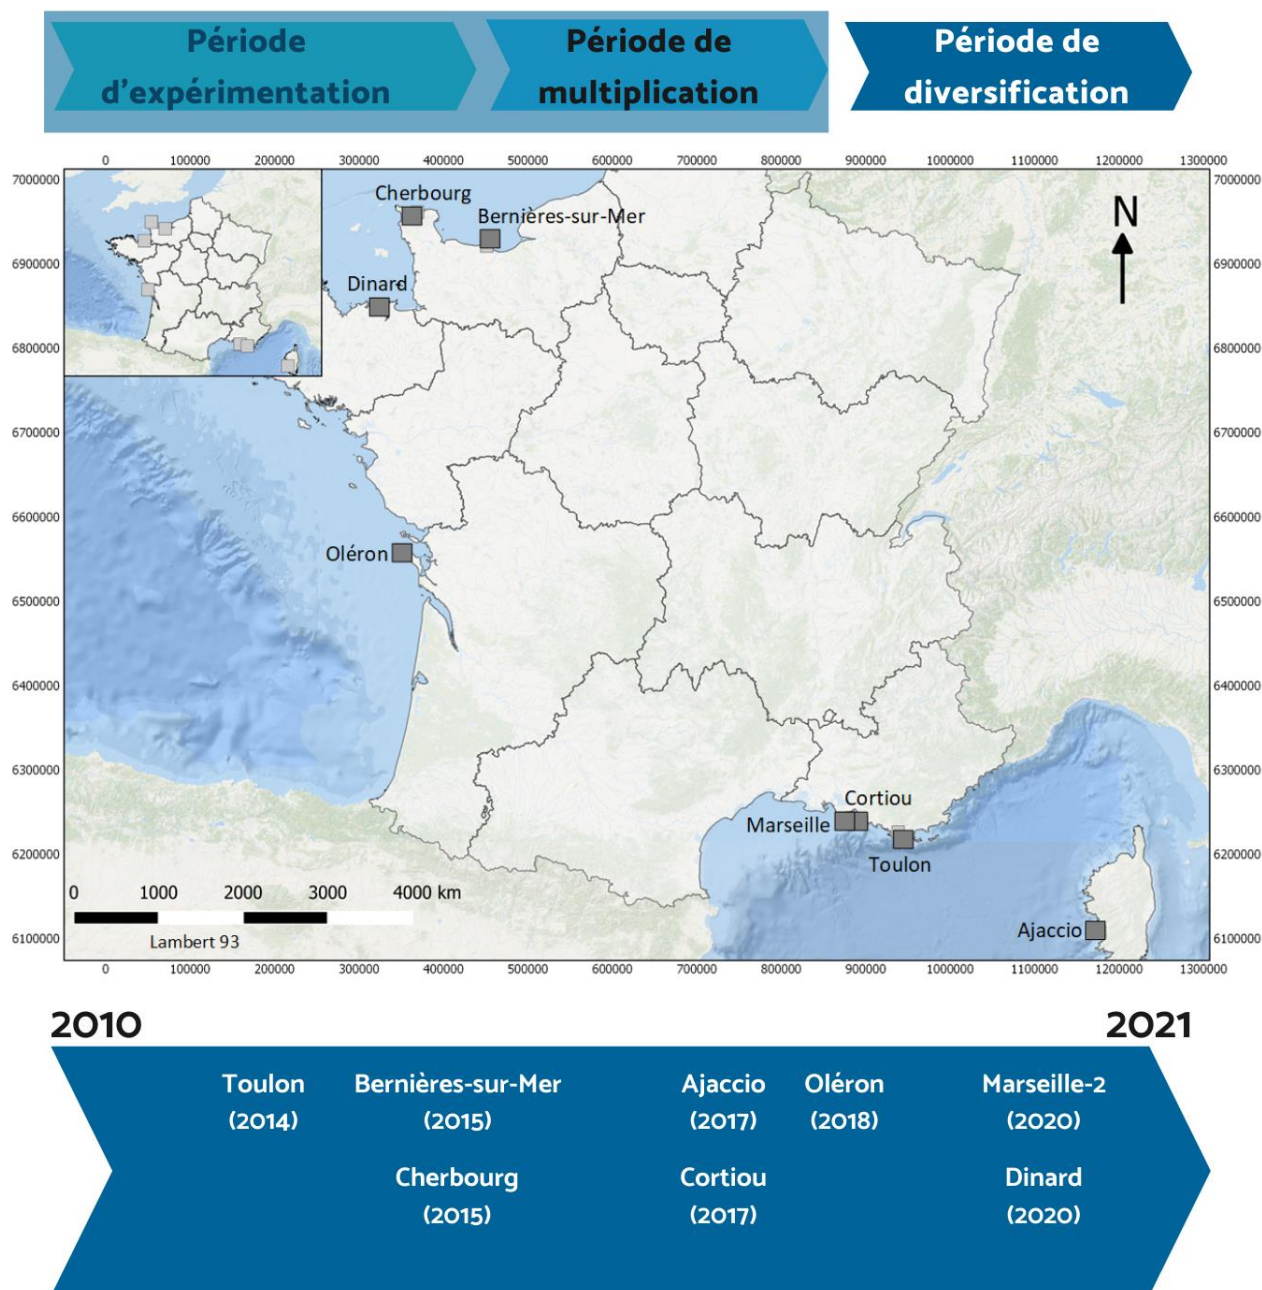 Période
d'expérimentation
Période de
multiplication
Période de
diversification
0 100000 200000 300000 400000 500000 600000 700000 800000 900000 1000000 1100000 1200000 1300000
7000000 7000000
Cherbourg
N
Bernières-sur-Mer
6900000 6900000
Dinard
6800000 6800000
6700000 6700000
6600000 6600000
Oléron
6500000 6500000
6400000 6400000
6300000 6300000
Cortiou
Marseille
6200000 6200000
Toulon
0 1000 2000 3000 4000 km
Ajaccio
6100000 6100000
Lambert 93
0 100000 200000 300000 400000 500000 600000 700000 800000 900000 1000000 1100000 1200000 1300000
2010 2021
Toulon Bernières-sur-Mer Ajaccio Oléron Marseille-2
(2014) (2015) (2017) (2018) (2020)
Cherbourg Cortiou Dinard
(2015) (2017) (2020)